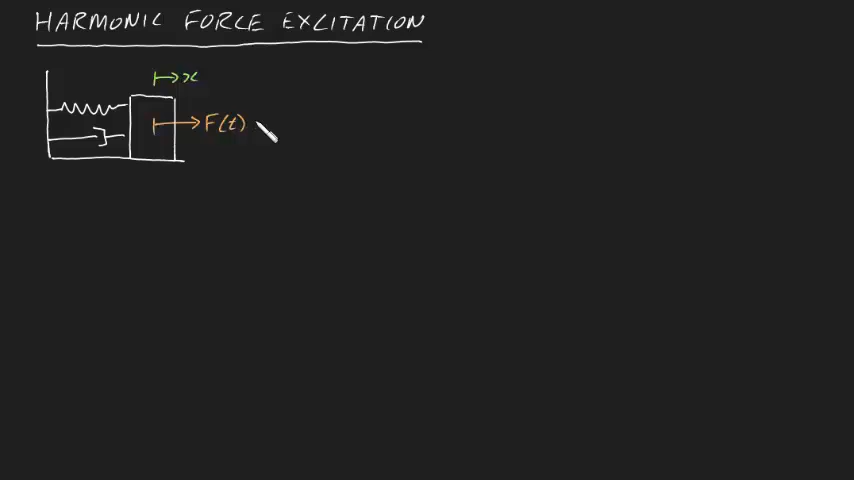 HARMONIC FORCE EXCITATION
x
F(t)